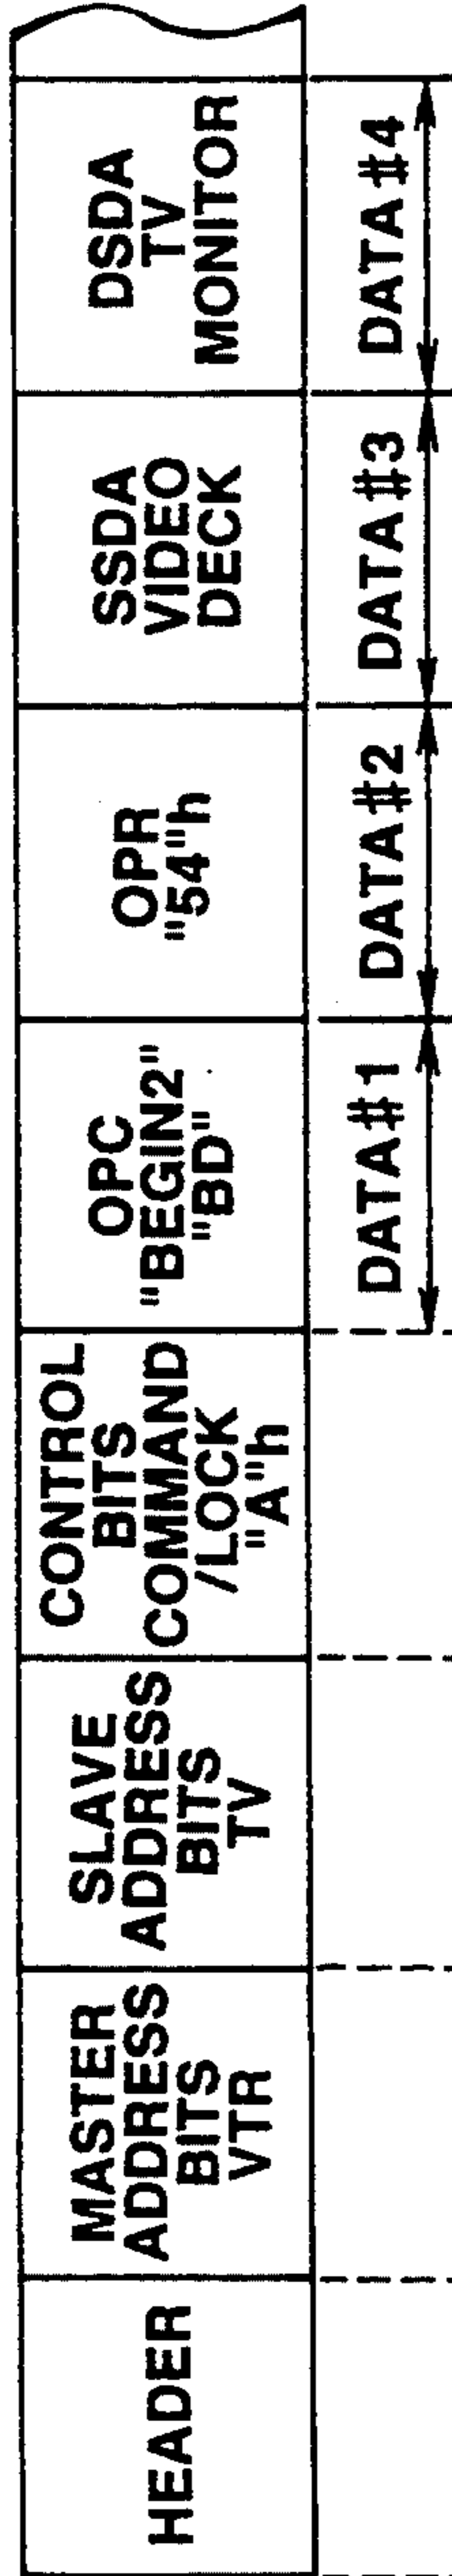 HEADER
MASTER
ADDRESS
BITS
VTR
SLAVE
ADDRESS
BITS
TV
CONTROL
BITS
COMMAND
/LOCK
"A"h
OPC
"BEGIN2"
"BD"
OPR
"54"h
SSDA
VIDEO
DECK
DSDA
TV
MONITOR
DATA#1
DATA#2
DATA#3
DATA#4